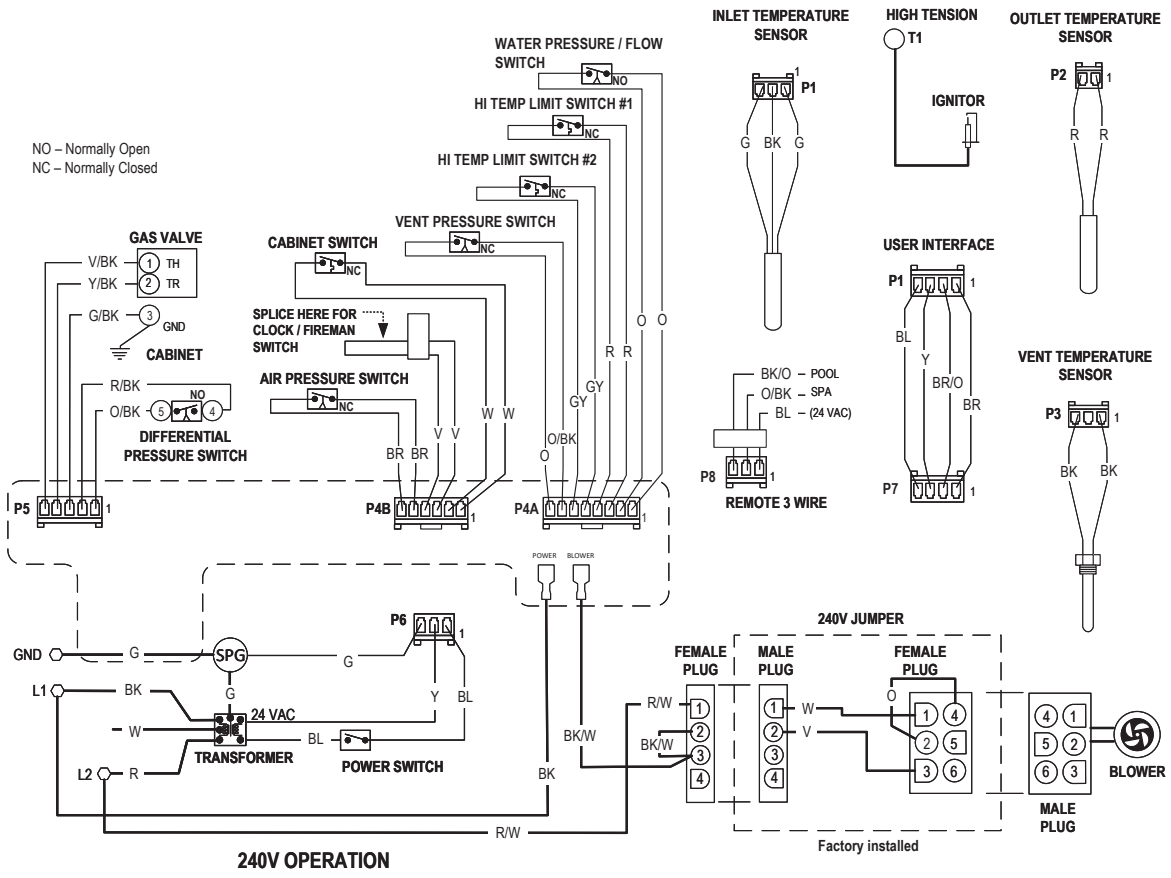 INLET TEMPERATURE
SENSOR
HIGH TENSION
OUTLET TEMPERATURE
SENSOR
WATER PRESSURE / FLOW
SWITCH
NO
1
P1
T1
P2
1
HI TEMP LIMIT SWITCH #1
NC
IGNITOR
NO – Normally Open
NC – Normally Closed
G
BK
G
R
R
HI TEMP LIMIT SWITCH #2
NC
VENT PRESSURE SWITCH
NC
GAS VALVE
V/BK
1
TH
Y/BK
2
TR
G/BK
3
GND
CABINET
CABINET SWITCH
NC
USER INTERFACE
P1
1
SPLICE HERE FOR
CLOCK / FIREMAN
SWITCH
O
O
R
R
BL
Y
BR/O
BR
VENT TEMPERATURE
SENSOR
P3
1
AIR PRESSURE SWITCH
NC
R/BK
NO
O/BK
5
4
DIFFERENTIAL
PRESSURE SWITCH
GY
GY
W
W
V
V
BR
BR
O/BK
O
BK/O – POOL
O/BK – SPA
BL – (24 VAC)
P8
1
REMOTE 3 WIRE
P7
1
BK
BK
P5
1
P4B
1
P4A
1
POWER
BLOWER
P6
1
GND
G
SPG
G
G
Y
BL
L1
BK
24 VAC
W
TRANSFORMER
BL
POWER SWITCH
L2
R
BK
BK/W
R/W
R/W
240V JUMPER
FEMALE
PLUG
MALE
PLUG
FEMALE
PLUG
1
2
3
4
BK/W
1
2
3
4
W
V
O
1
4
2
5
3
6
4
1
5
2
6
3
BLOWER
MALE
PLUG
Factory installed
240V OPERATION